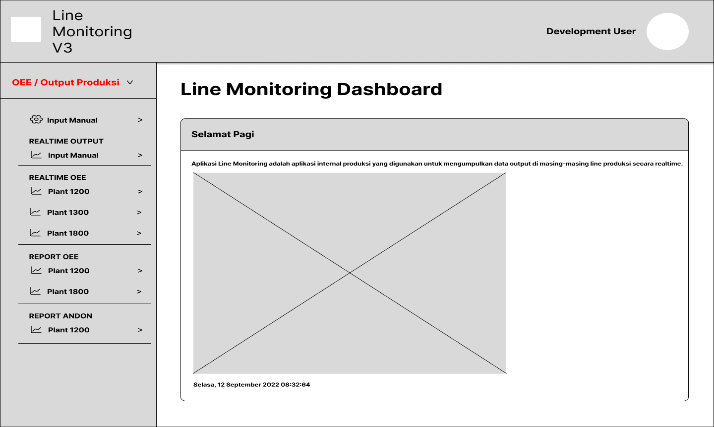 Line
Monitoring
V3
Development User
OEE / Output Produksi
Input Manual >
REALTIME OUTPUT
Input Manual >
REALTIME OEE
Plant 1200 >
Plant 1300 >
Plant 1800 >
REPORT OEE
Plant 1200 >
Plant 1800 >
REPORT ANDON
Plant 1200 >
Line Monitoring Dashboard
Selamat Pagi
Aplikasi Line Monitoring adalah aplikasi internal produksi yang digunakan untuk mengumpulkan data output di masing-masing line produksi secara realtime.
Selasa, 12 September 2022 08:32:64